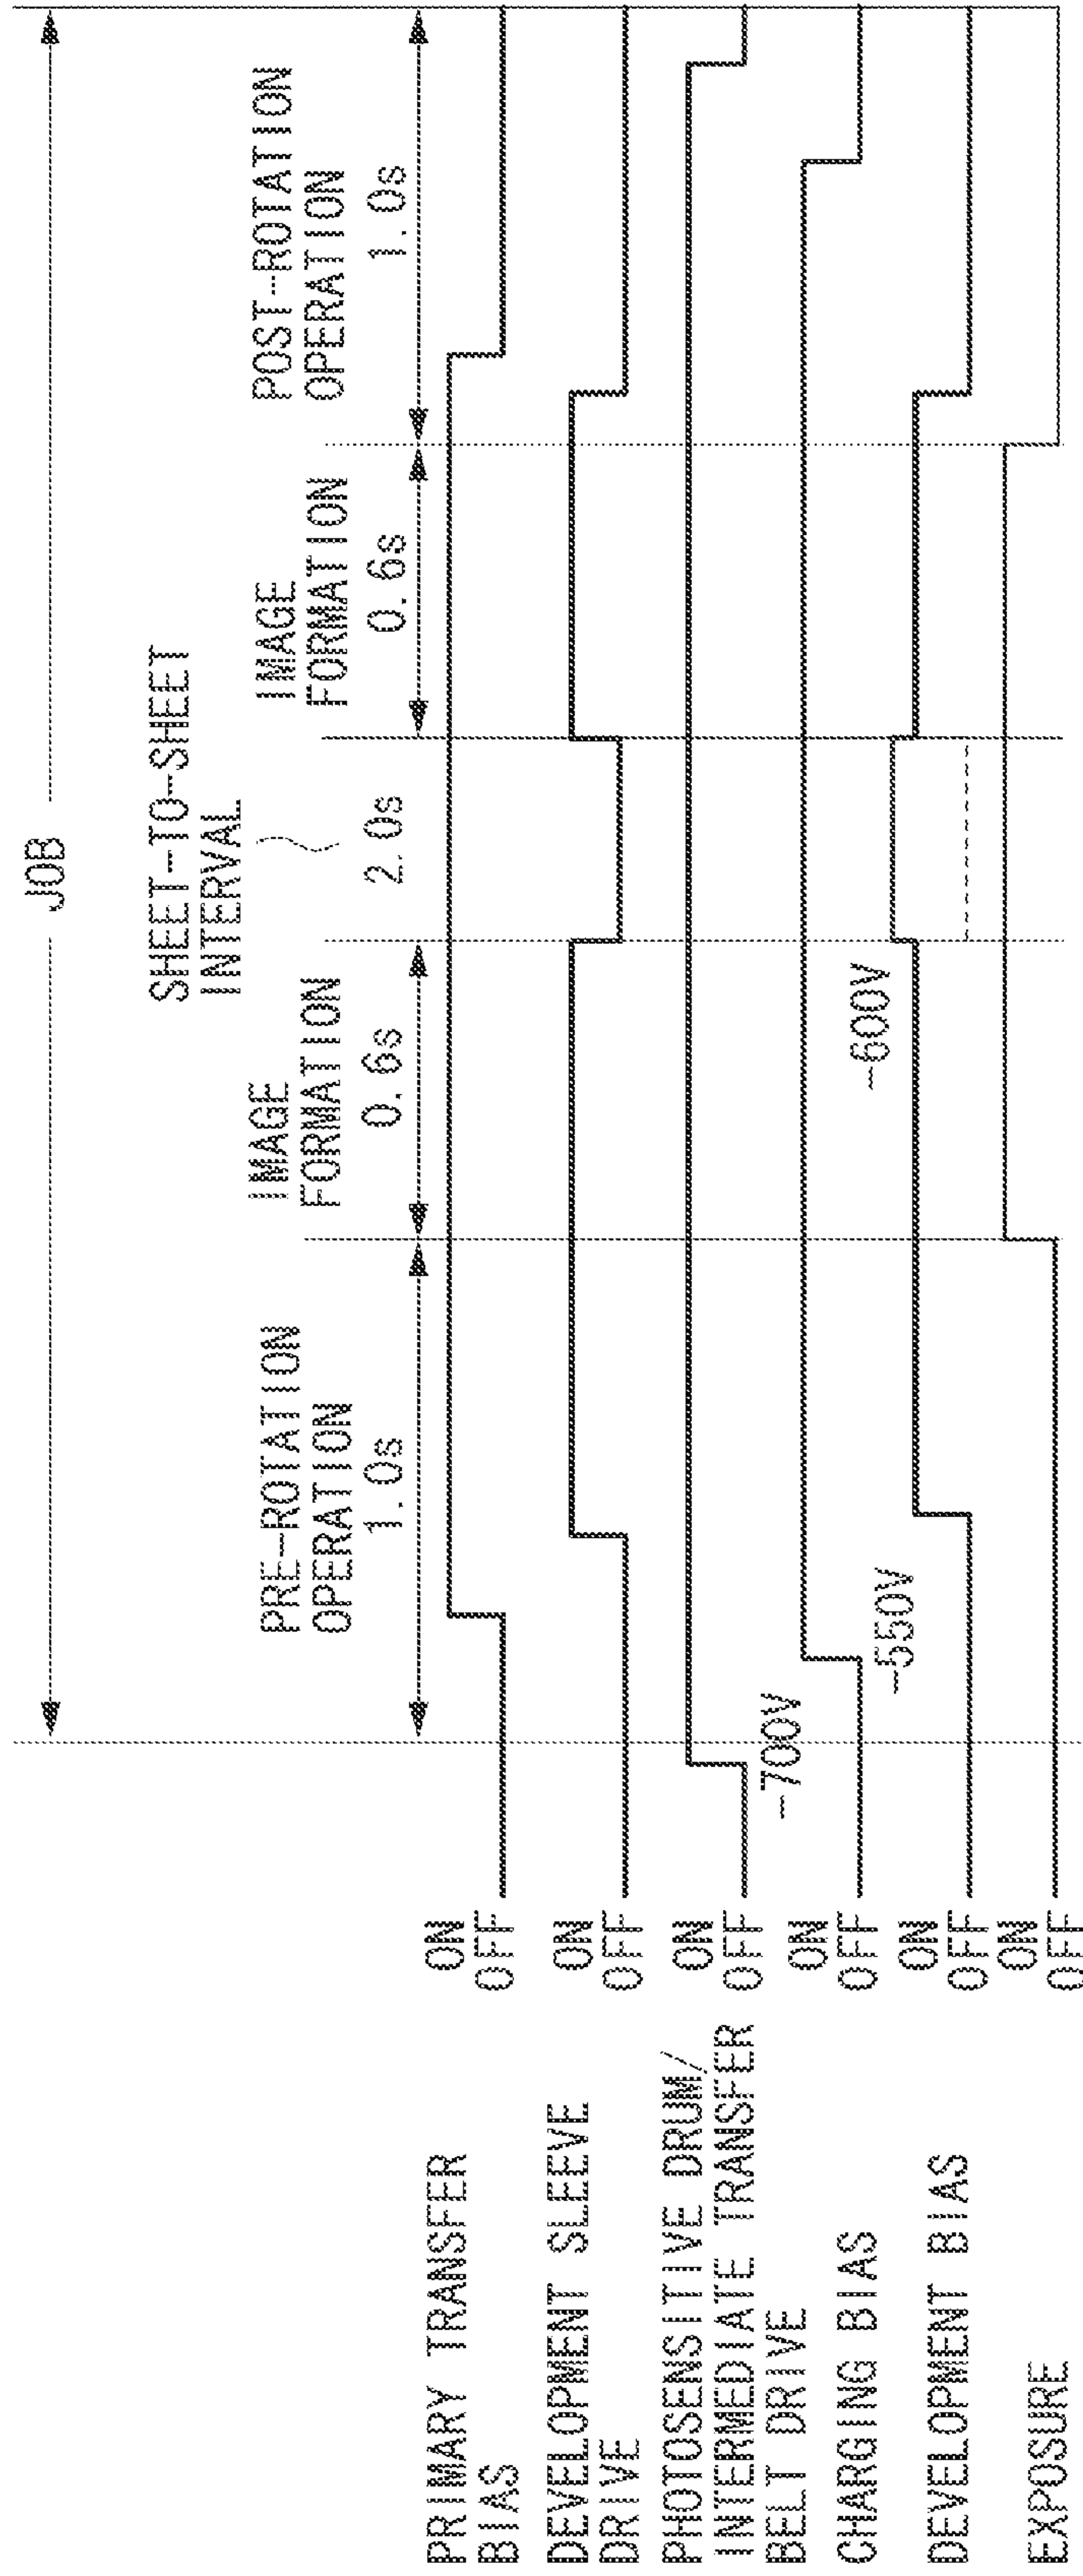 JOB
SHEET-TO-SHEET
INTERVAL
PRE-ROTATION
OPERATION
1.0s
IMAGE
FORMATION
0.6s
2.0s
IMAGE
FORMATION
0.6s
POST-ROTATION
OPERATION
1.0s
PRIMARY TRANSFER
BIAS
ON
OFF
DEVELOPMENT SLEEVE
DRIVE
ON
OFF
PHOTOSENSITIVE DRUM/
INTERMEDIATE TRANSFER
BELT DRIVE
ON
OFF
-700V
CHARGING BIAS
ON
OFF
-550V
-600V
DEVELOPMENT BIAS
ON
OFF
EXPOSURE
ON
OFF